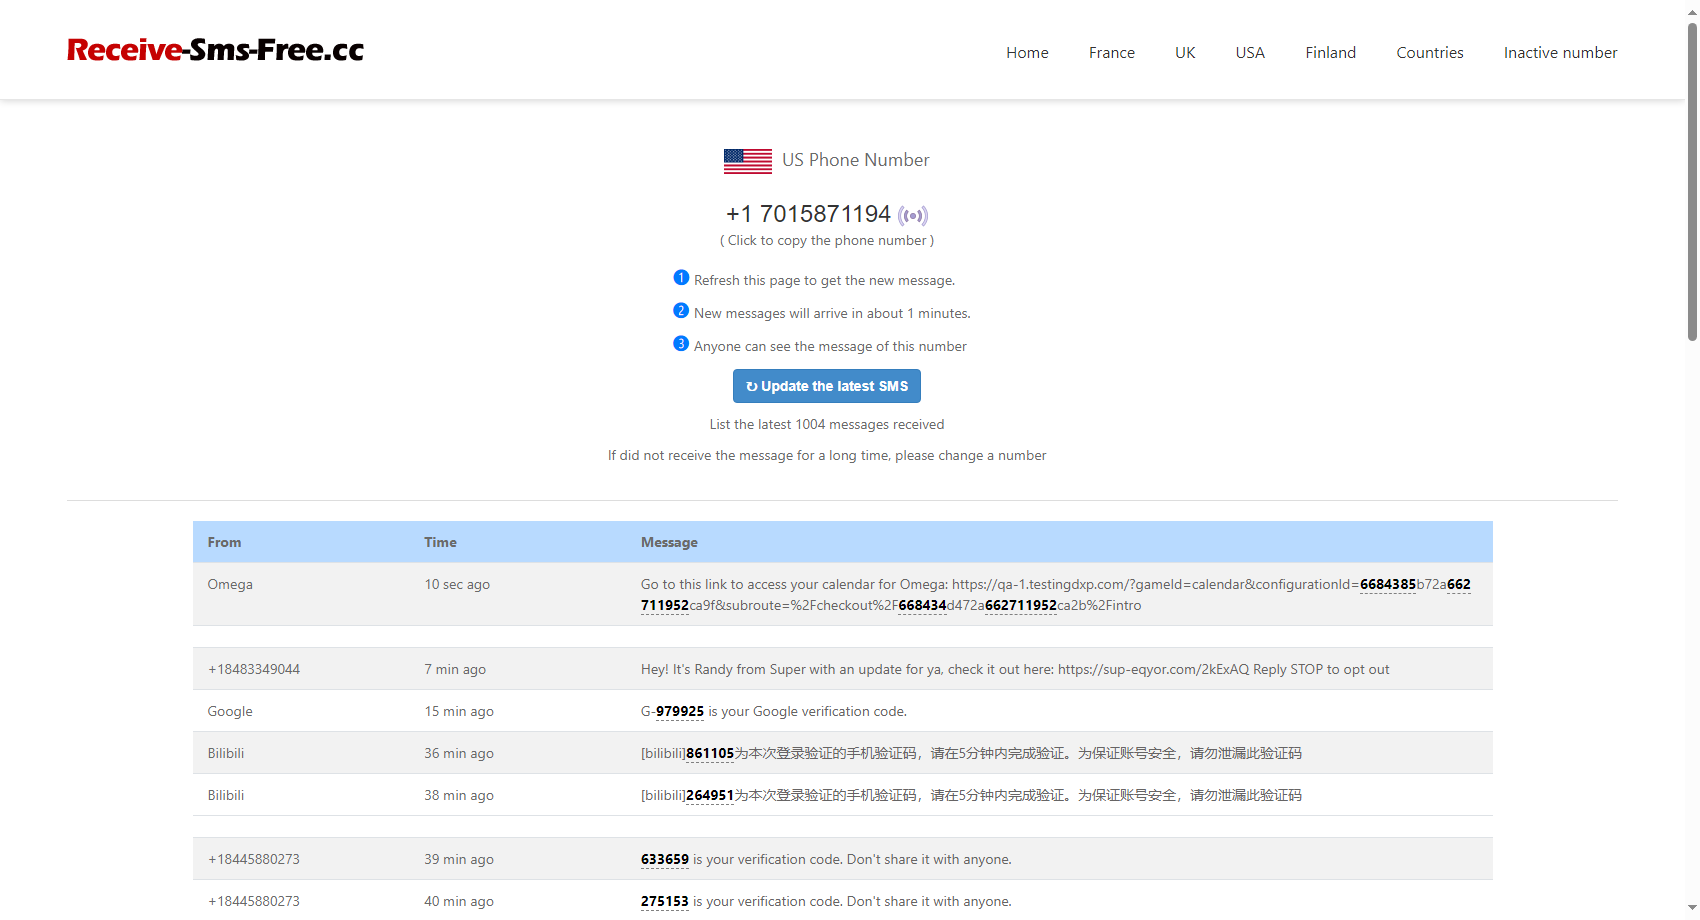 Receive-Sms-Free.cc
Home France UK USA Finland Countries Inactive number
US Phone Number
+1 7015871194
( Click to copy the phone number )
1 Refresh this page to get the new message.
2 New messages will arrive in about 1 minutes.
3 Anyone can see the message of this number
↻ Update the latest SMS
List the latest 1004 messages received
If did not receive the message for a long time, please change a number
From Time Message
Omega 10 sec ago Go to this link to access your calendar for Omega: https://qa-1.testingdxp.com/?gameId=calendar&configurationId=6684385b72a662
711952ca9f&subroute=%2Fcheckout%2F668434d472a662711952ca2b%2Fintro
+18483349044 7 min ago Hey! It's Randy from Super with an update for ya, check it out here: https://sup-eqyor.com/2kExAQ Reply STOP to opt out
Google 15 min ago G-979925 is your Google verification code.
Bilibili 36 min ago [bilibili]861105为本次登录验证的手机验证码，请在5分钟内完成验证。为保证账号安全，请勿泄漏此验证码
Bilibili 38 min ago [bilibili]264951为本次登录验证的手机验证码，请在5分钟内完成验证。为保证账号安全，请勿泄漏此验证码
+18445880273 39 min ago 633659 is your verification code. Don't share it with anyone.
+18445880273 40 min ago 275153 is your verification code. Don't share it with anyone.